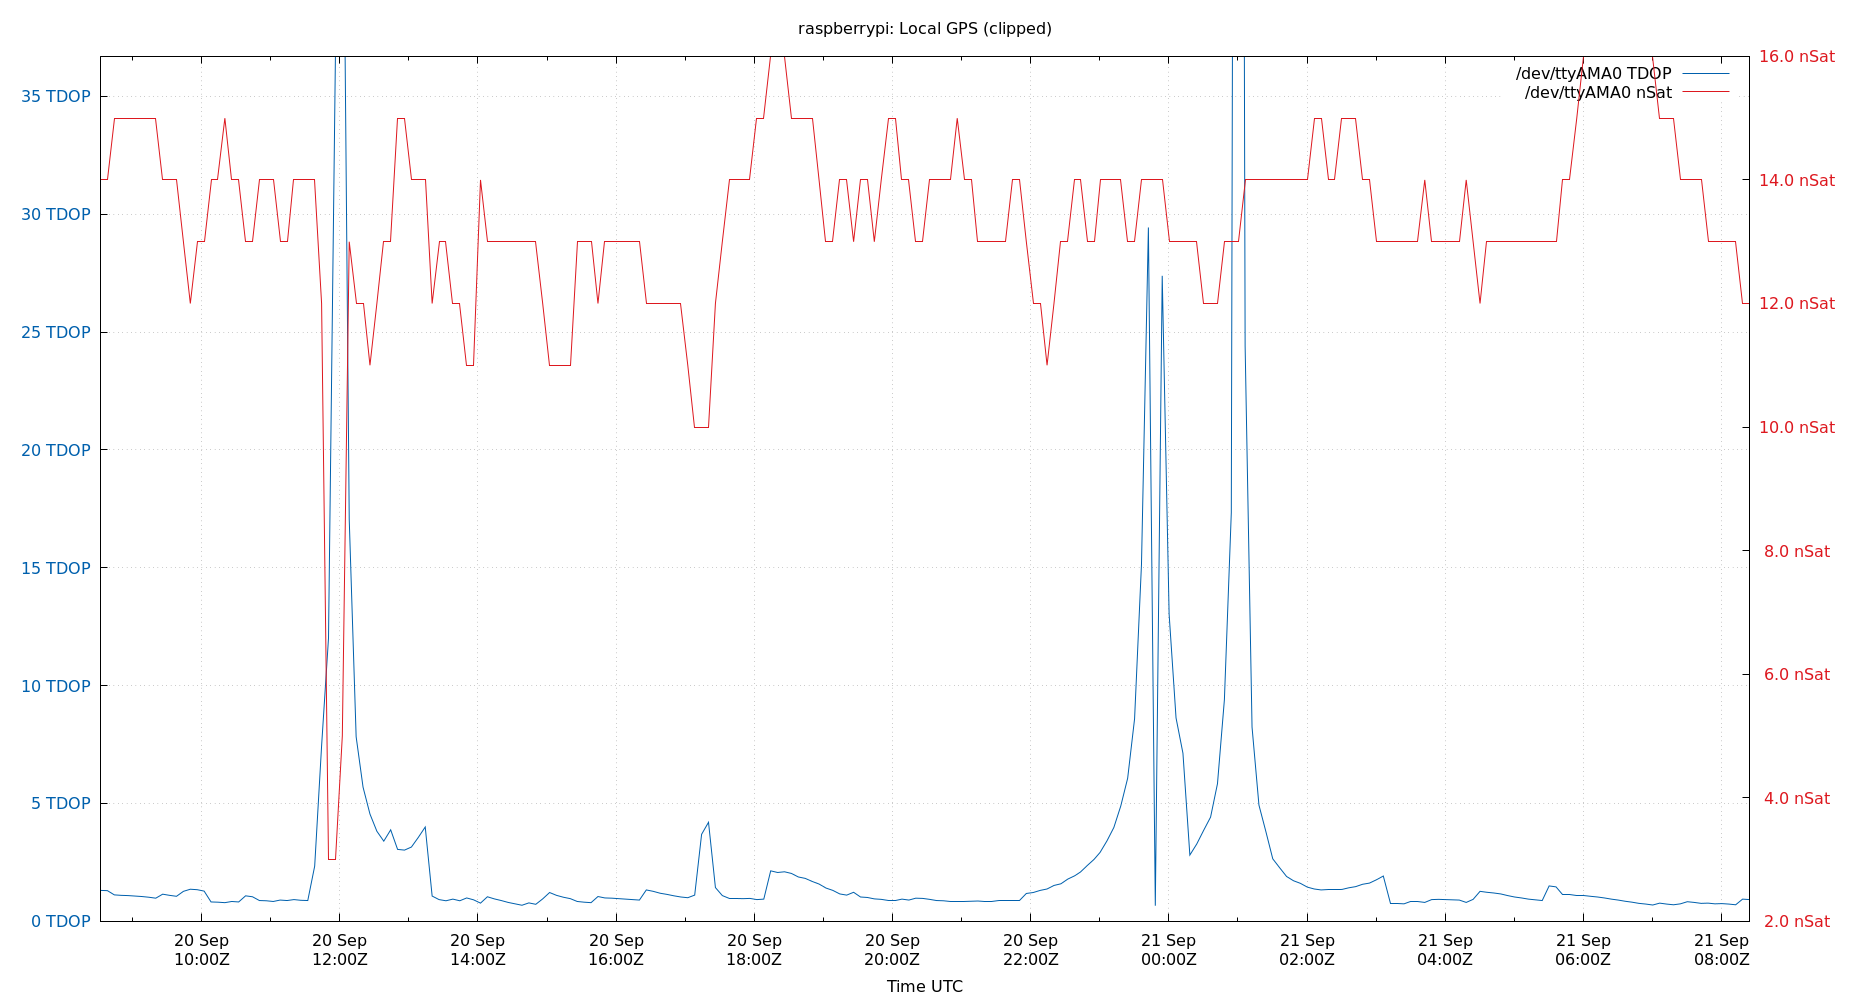 raspberrypi: Local GPS (clipped)
16.0 nSat
/dev/ttyAMA0 TDOP
/dev/ttyAMA0 nSat
35 TDOP
14.0 nSat
30 TDOP
12.0 nSat
25 TDOP
10.0 nSat
20 TDOP
8.0 nSat
15 TDOP
6.0 nSat
10 TDOP
4.0 nSat
5 TDOP
2.0 nSat
0 TDOP
20 Sep 20 Sep 20 Sep 20 Sep 20 Sep 20 Sep 20 Sep 21 Sep 21 Sep 21 Sep 21 Sep 21 Sep
10:00Z 12:00Z 14:00Z 16:00Z 18:00Z 20:00Z 22:00Z 00:00Z 02:00Z 04:00Z 06:00Z 08:00Z
Time UTC